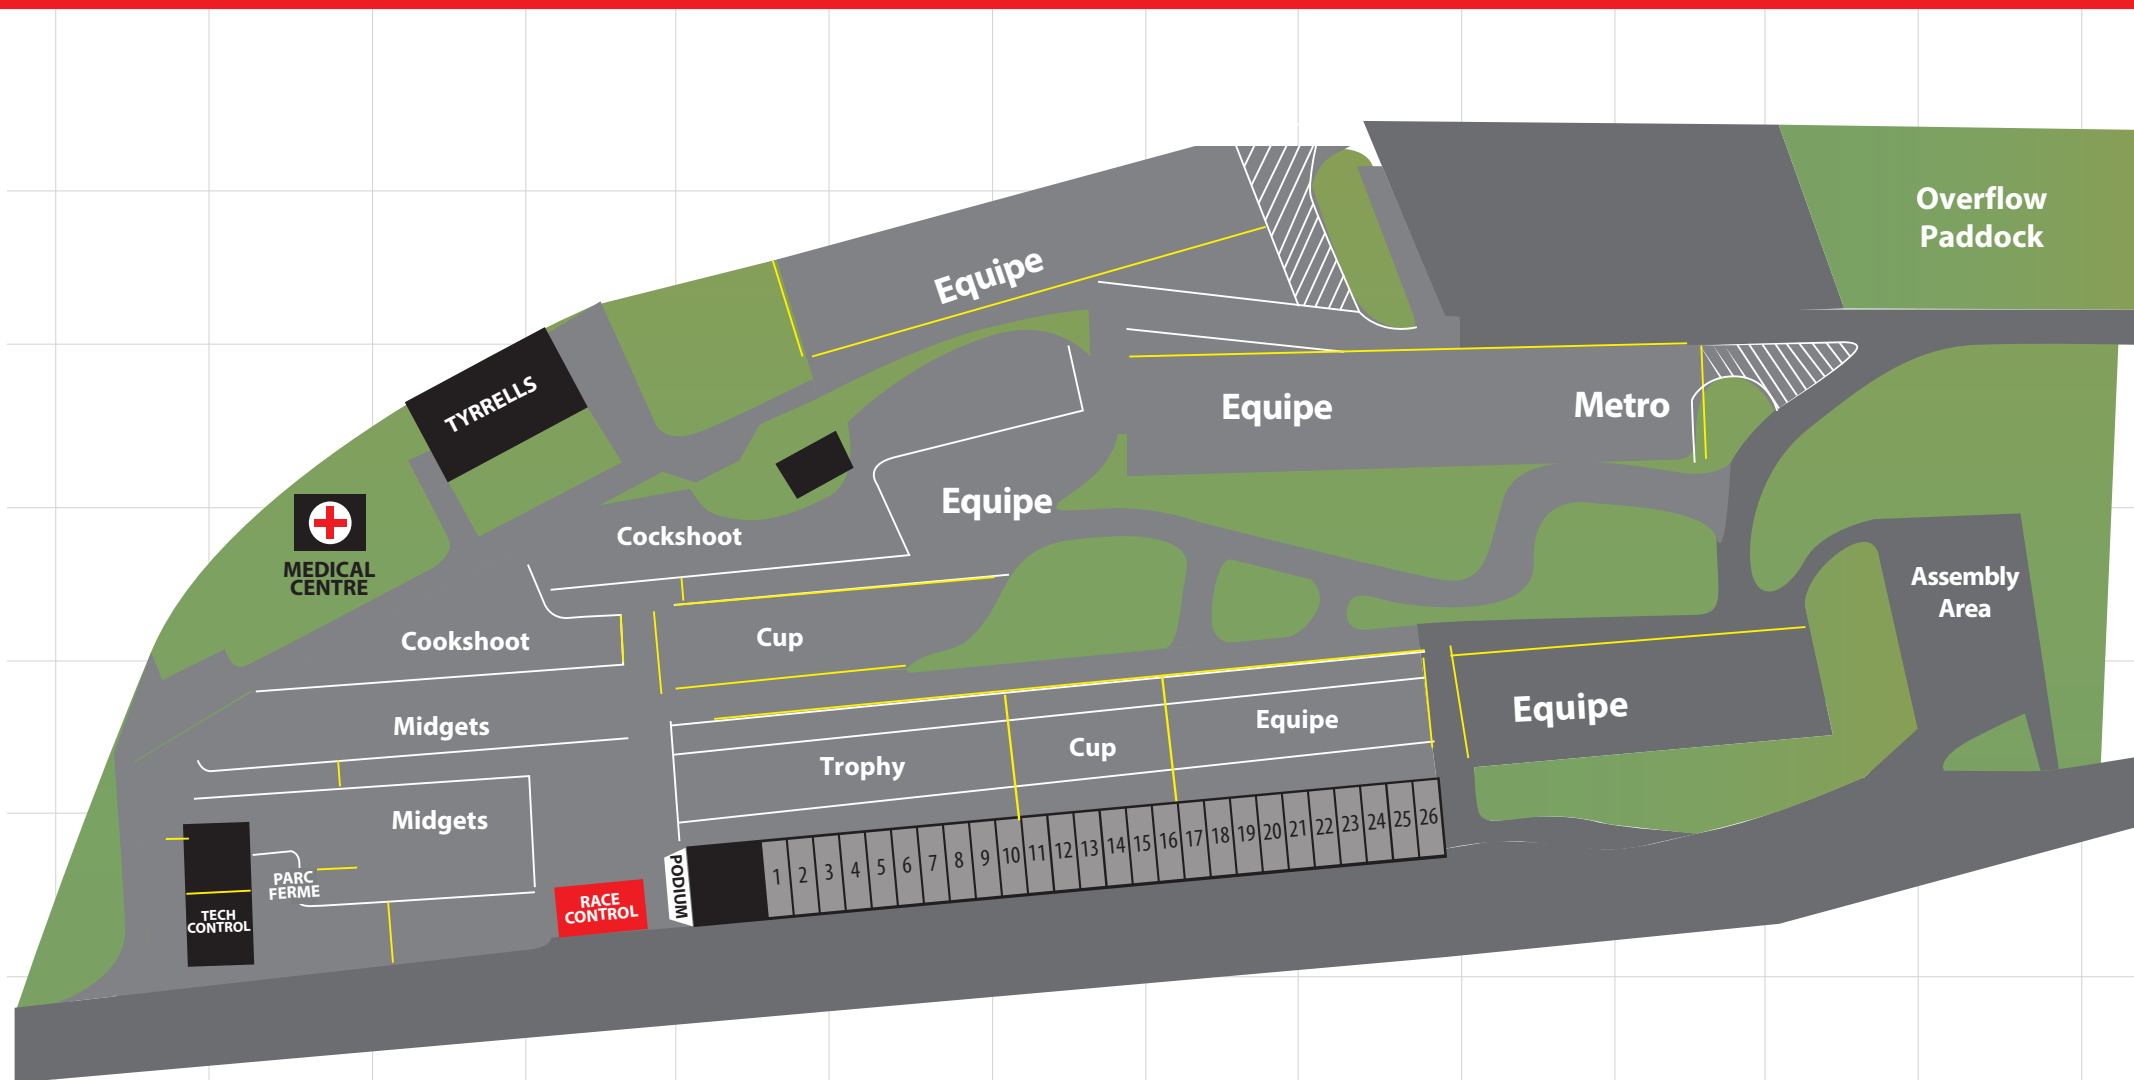 Overflow
Paddock
Equipe
TYRRELLS
Equipe
Metro
Equipe
Cockshoot
MEDICAL
CENTRE
Assembly
Area
Cookshoot
Cup
Midgets
Equipe
Equipe
Cup
Trophy
Midgets
PARC
FERME
TECH
CONTROL
RACE
CONTROL
PODIUM
1 2 3 4 5 6 7 8 9 10 11 12 13 14 15 16 17 18 19 20 21 22 23 24 25 26